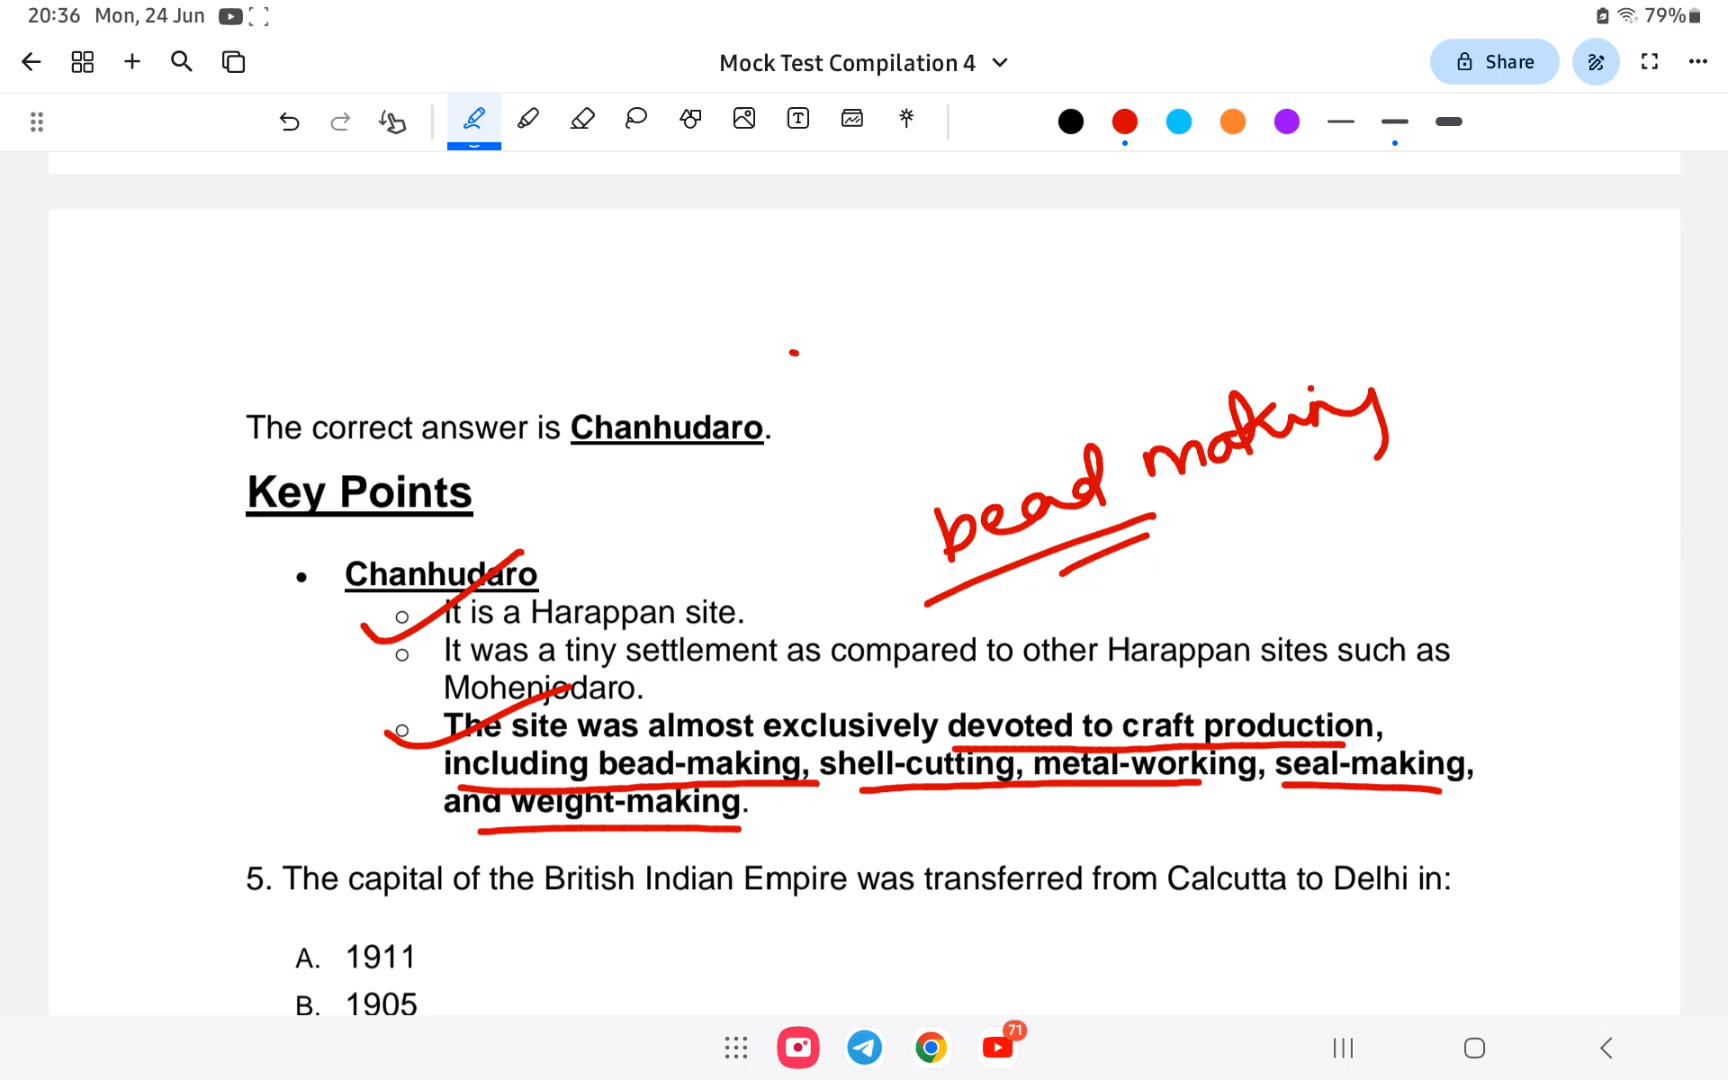 20:36 Mon, 24 Jun
79%
Mock Test Compilation 4
Share
The correct answer is Chanhudaro.
bead making
Key Points
• Chanhudaro
○ It is a Harappan site.
○ It was a tiny settlement as compared to other Harappan sites such as
Mohenjodaro.
○ The site was almost exclusively devoted to craft production,
including bead-making, shell-cutting, metal-working, seal-making,
and weight-making.
5. The capital of the British Indian Empire was transferred from Calcutta to Delhi in:
A. 1911
B. 1905
71